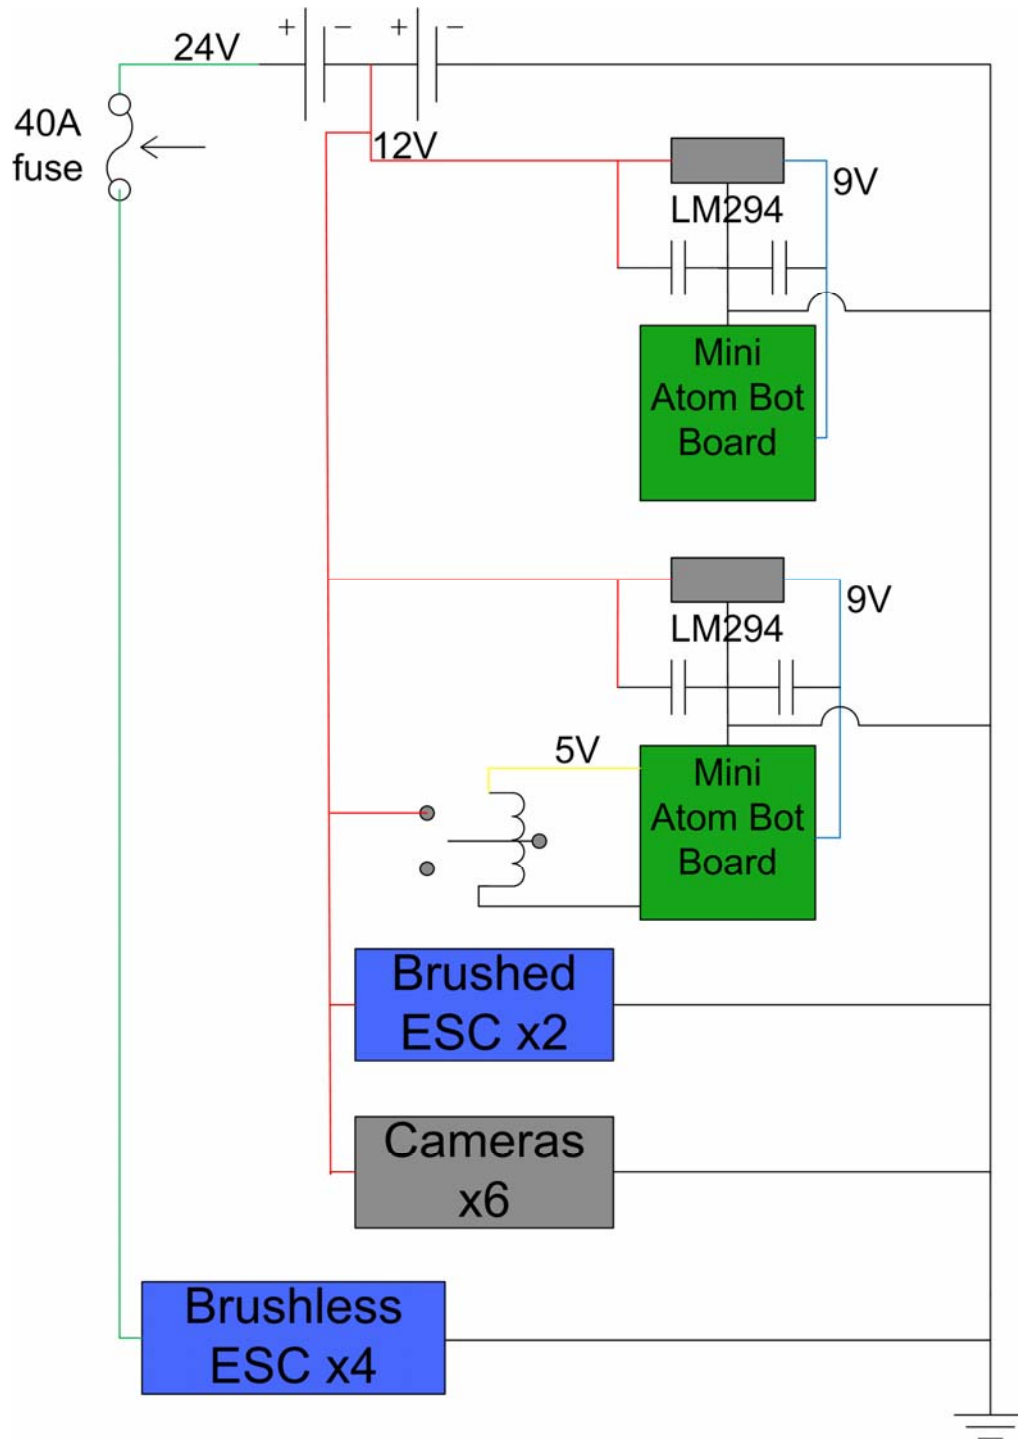 + − + −
24V
40A
fuse
12V
9V
LM294
Mini
Atom Bot
Board
9V
LM294
5V
Mini
Atom Bot
Board
Brushed
ESC x2
Cameras
x6
Brushless
ESC x4